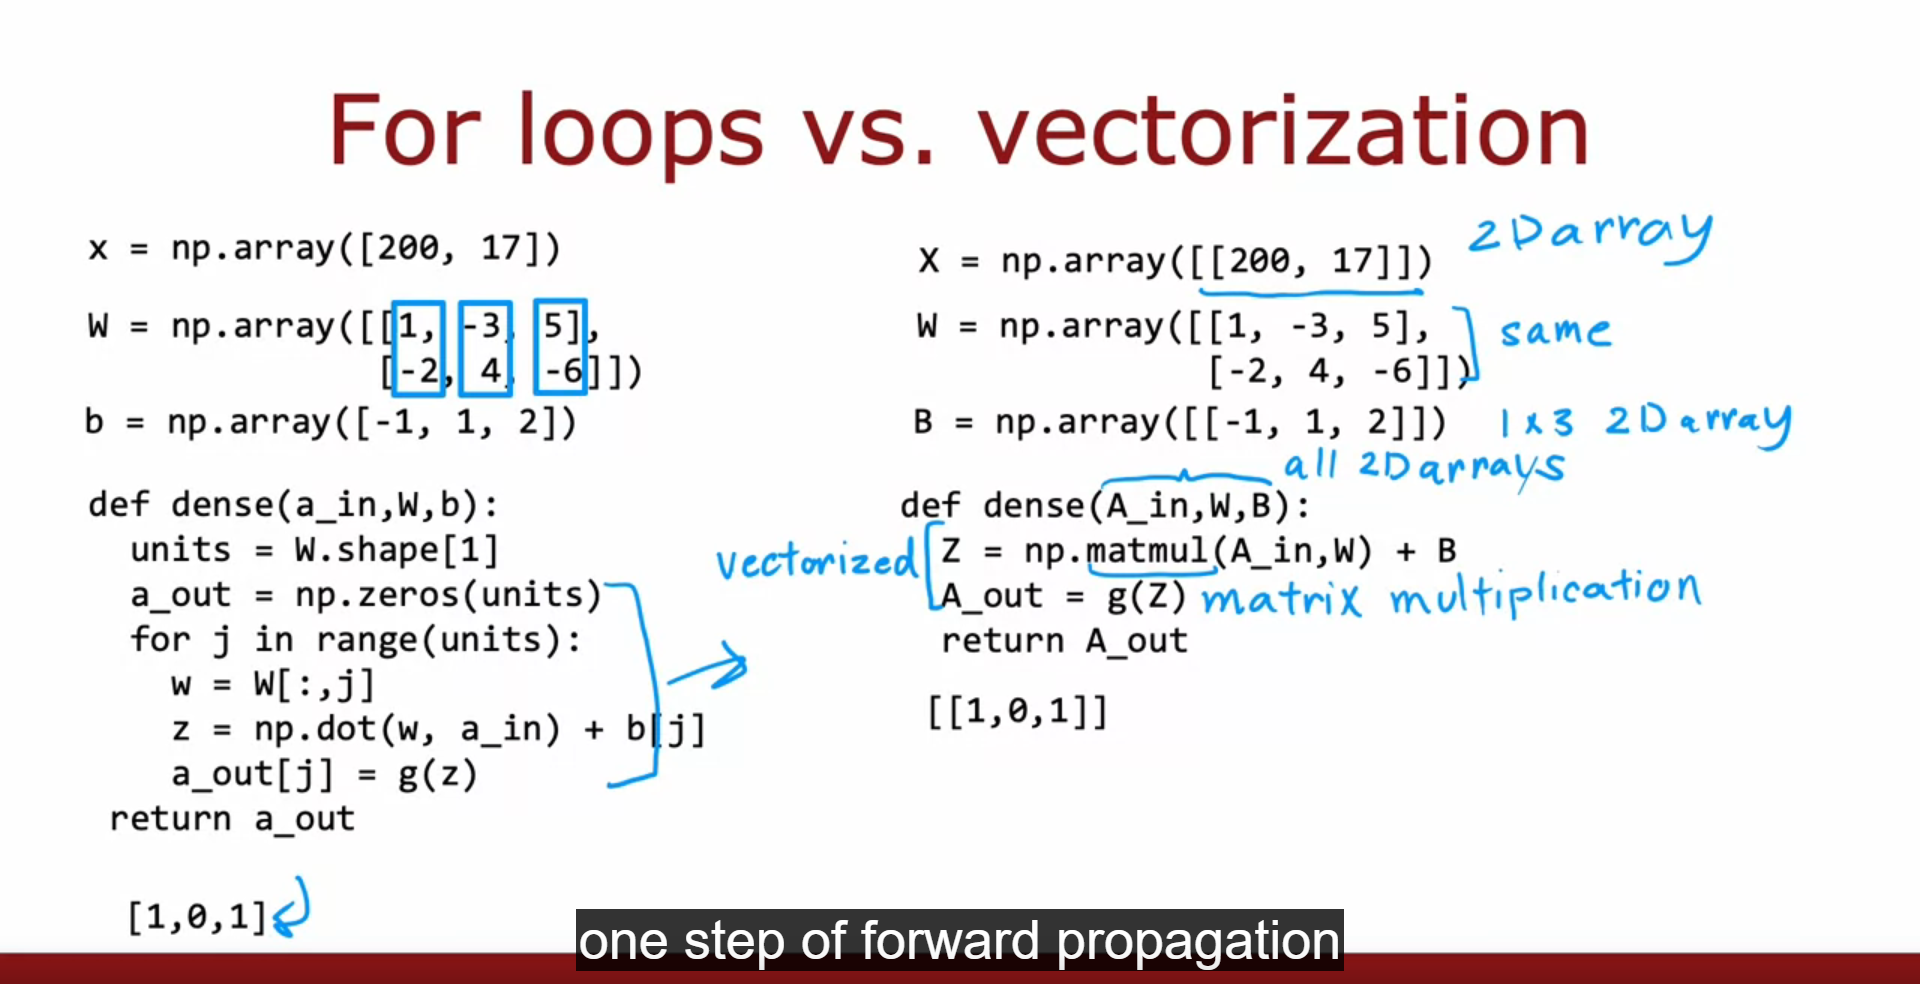 For loops vs. vectorization
x = np.array([200, 17])
W = np.array([[1, -3, 5],
[-2, 4, -6]])
b = np.array([-1, 1, 2])
def dense(a_in,W,b):
units = W.shape[1]
a_out = np.zeros(units)
for j in range(units):
w = W[:,j]
z = np.dot(w, a_in) + b[j]
a_out[j] = g(z)
return a_out
[1,0,1]
X = np.array([[200, 17]]) 2D array
W = np.array([[1, -3, 5],
[-2, 4, -6]]) same
B = np.array([[-1, 1, 2]]) 1 x 3 2D array
all 2D arrays
def dense(A_in,W,B):
vectorized Z = np.matmul(A_in,W) + B
A_out = g(Z) matrix multiplication
return A_out
[[1,0,1]]
one step of forward propagation